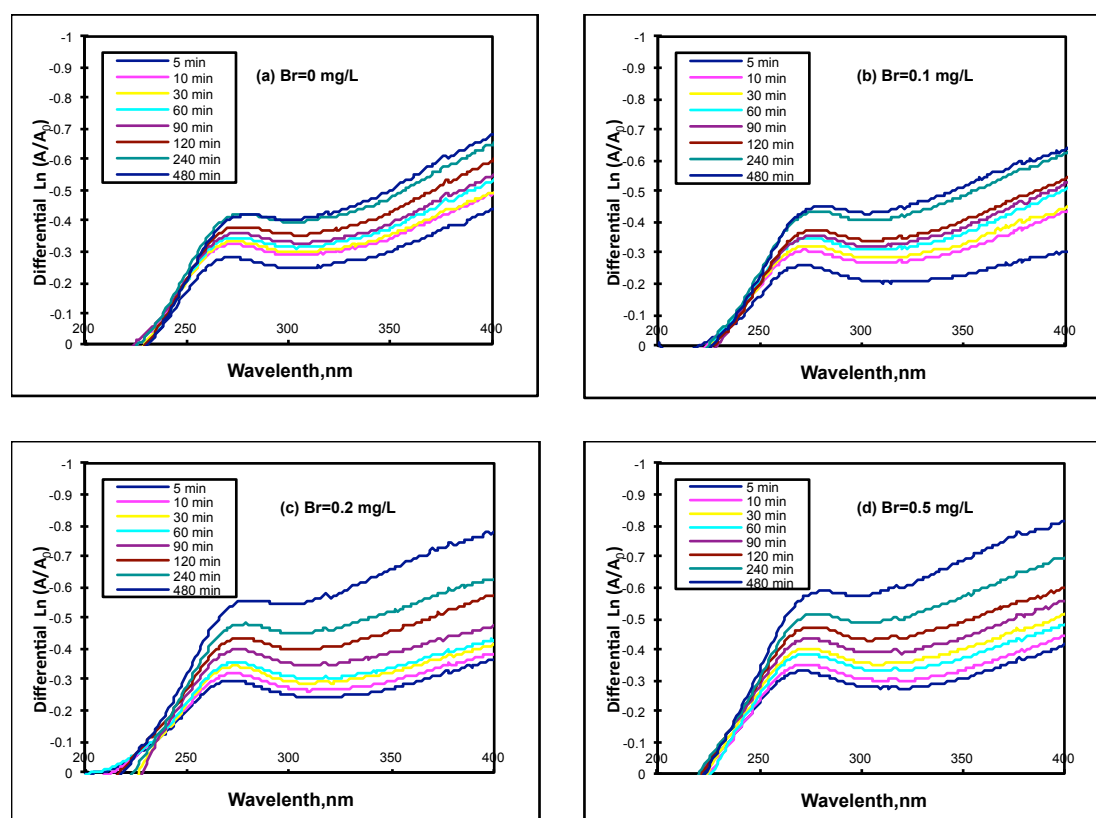 -1
-0.9
-0.8
-0.7
-0.6
-0.5
-0.4
-0.3
-0.2
-0.1
0
Differential Ln (A/A0)
5 min
10 min
30 min
60 min
90 min
120 min
240 min
480 min
(a) Br=0 mg/L
200 250 300 350 400
Wavelenth,nm
-1
-0.9
-0.8
-0.7
-0.6
-0.5
-0.4
-0.3
-0.2
-0.1
0
Differential Ln (A/A0)
5 min
10 min
30 min
60 min
90 min
120 min
240 min
480 min
(b) Br=0.1 mg/L
200 250 300 350 400
Wavelenth,nm
-1
-0.9
-0.8
-0.7
-0.6
-0.5
-0.4
-0.3
-0.2
-0.1
0
Differential Ln (A/A0)
5 min
10 min
30 min
60 min
90 min
120 min
240 min
480 min
(c) Br=0.2 mg/L
200 250 300 350 400
Wavelenth,nm
-1
-0.9
-0.8
-0.7
-0.6
-0.5
-0.4
-0.3
-0.2
-0.1
0
Differential Ln (A/A0)
5 min
10 min
30 min
60 min
90 min
120 min
240 min
480 min
(d) Br=0.5 mg/L
200 250 300 350 400
Wavelenth,nm